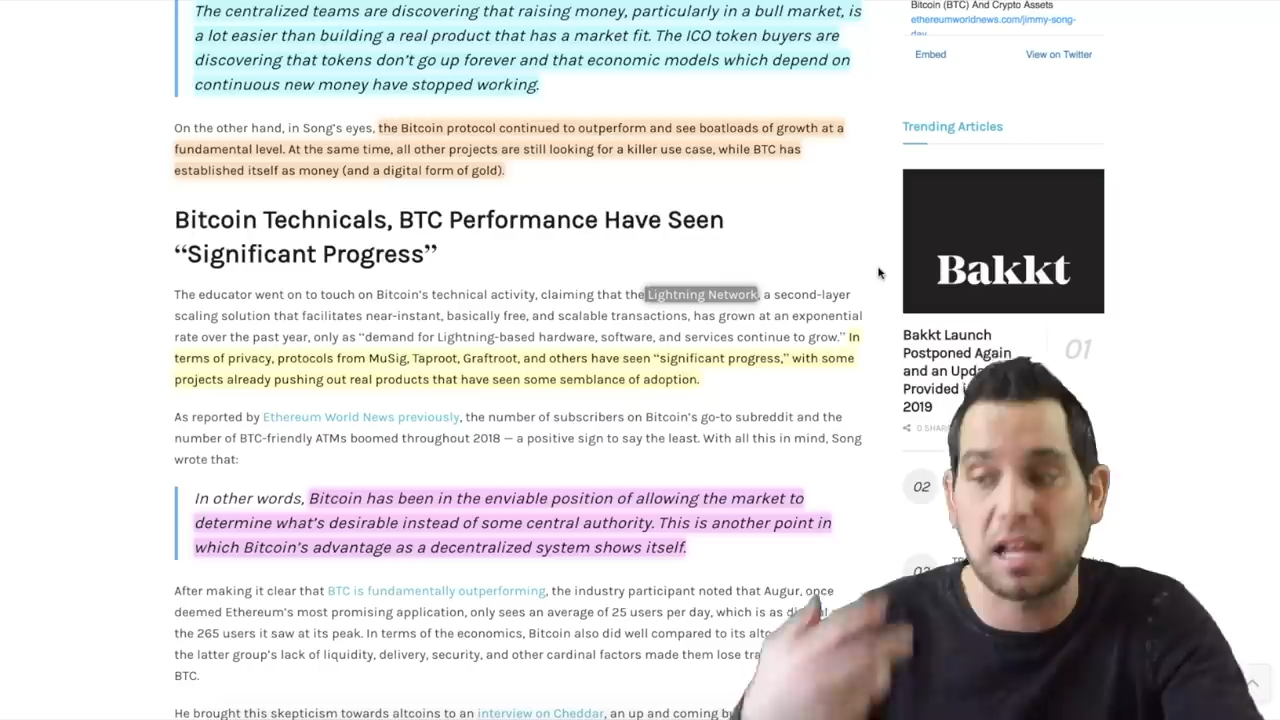 The centralized teams are discovering that raising money, particularly in a bull market, is
a lot easier than building a real product that has a market fit. The ICO token buyers are
discovering that tokens don't go up forever and that economic models which depend on
continuous new money have stopped working.
On the other hand, in Song's eyes, the Bitcoin protocol continued to outperform and see boatloads of growth at a
fundamental level. At the same time, all other projects are still looking for a killer use case, while BTC has
established itself as money (and a digital form of gold).
Bitcoin Technicals, BTC Performance Have Seen
“Significant Progress”
The educator went on to touch on Bitcoin's technical activity, claiming that the Lightning Network, a second-layer
scaling solution that facilitates near-instant, basically free, and scalable transactions, has grown at an exponential
rate over the past year, only as “demand for Lightning-based hardware, software, and services continue to grow.” In
terms of privacy, protocols from MuSig, Taproot, Graftroot, and others have seen “significant progress,” with some
projects already pushing out real products that have seen some semblance of adoption.
As reported by Ethereum World News previously, the number of subscribers on Bitcoin's go-to subreddit and the
number of BTC-friendly ATMs boomed throughout 2018 — a positive sign to say the least. With all this in mind, Song
wrote that:
In other words, Bitcoin has been in the enviable position of allowing the market to
determine what's desirable instead of some central authority. This is another point in
which Bitcoin's advantage as a decentralized system shows itself.
After making it clear that BTC is fundamentally outperforming, the industry participant noted that Augur, once
deemed Ethereum's most promising application, only sees an average of 25 users per day, which is as
the 265 users it saw at its peak. In terms of the economics, Bitcoin also did well compared to its
the latter group's lack of liquidity, delivery, security, and other cardinal factors made them lose
BTC.
He brought this skepticism towards altcoins to an interview on Cheddar, an up and coming
Bitcoin (BTC) And Crypto Assets
ethereumworldnews.com/jimmy-song-
Embed View on Twitter
Trending Articles
Bakkt
Bakkt Launch
Postponed Again
and an
Provided
2019
01
0
02